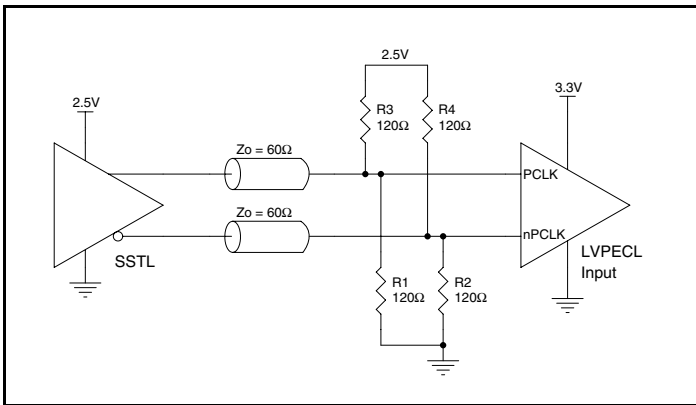 2.5V
2.5V
3.3V
R3
120Ω
R4
120Ω
Zo = 60Ω
PCLK
Zo = 60Ω
nPCLK
SSTL
LVPECL
Input
R1
120Ω
R2
120Ω